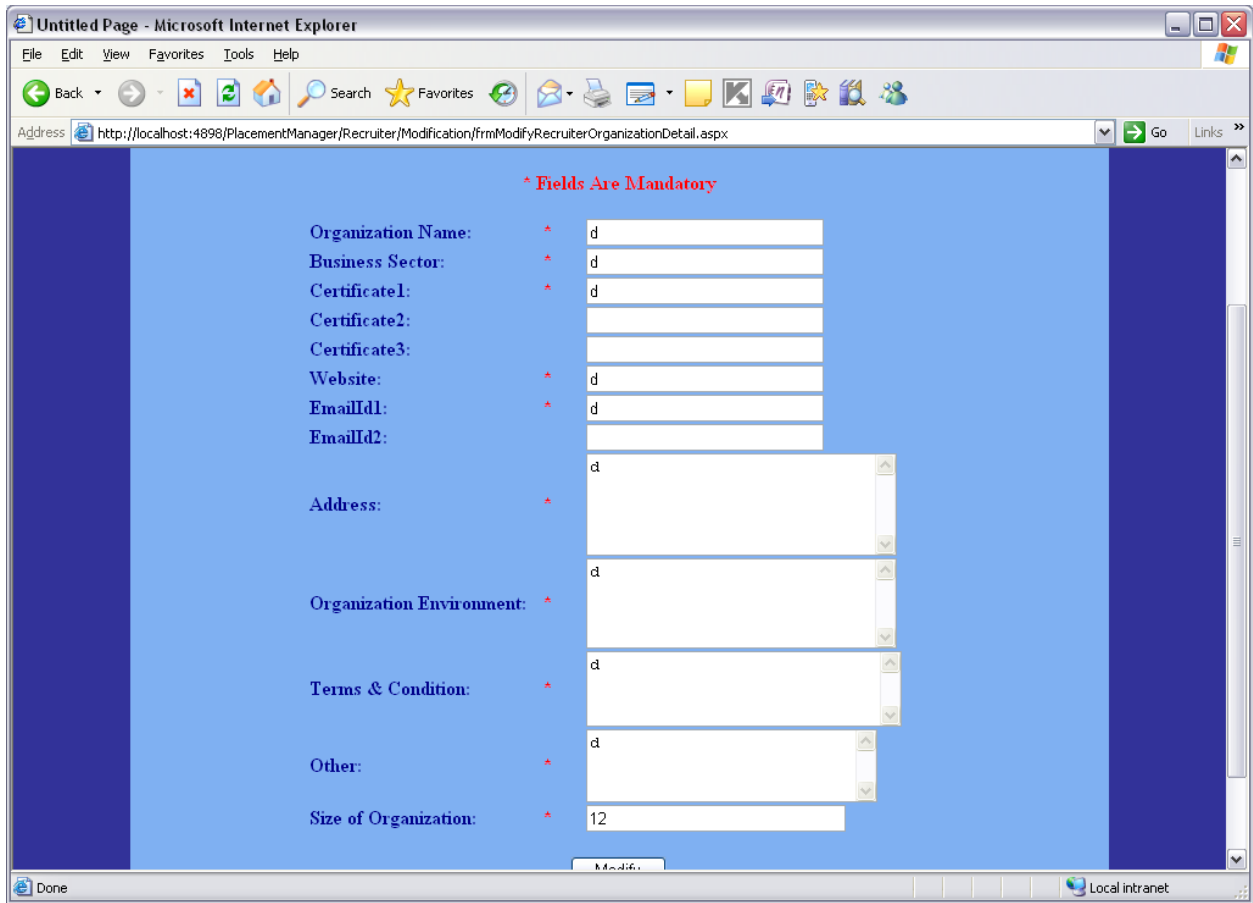 Untitled Page - Microsoft Internet Explorer
File Edit View Favorites Tools Help
Back Search Favorites
Address http://localhost:4898/PlacementManager/Recruiter/Modification/frmModifyRecruiterOrganizationDetail.aspx Go Links »
* Fields Are Mandatory
Organization Name: * d
Business Sector: * d
Certificate1: * d
Certificate2:
Certificate3:
Website: * d
EmailId1: * d
EmailId2:
Address: * d
Organization Environment: * d
Terms & Condition: * d
Other: * d
Size of Organization: * 12
Modify
Done Local intranet